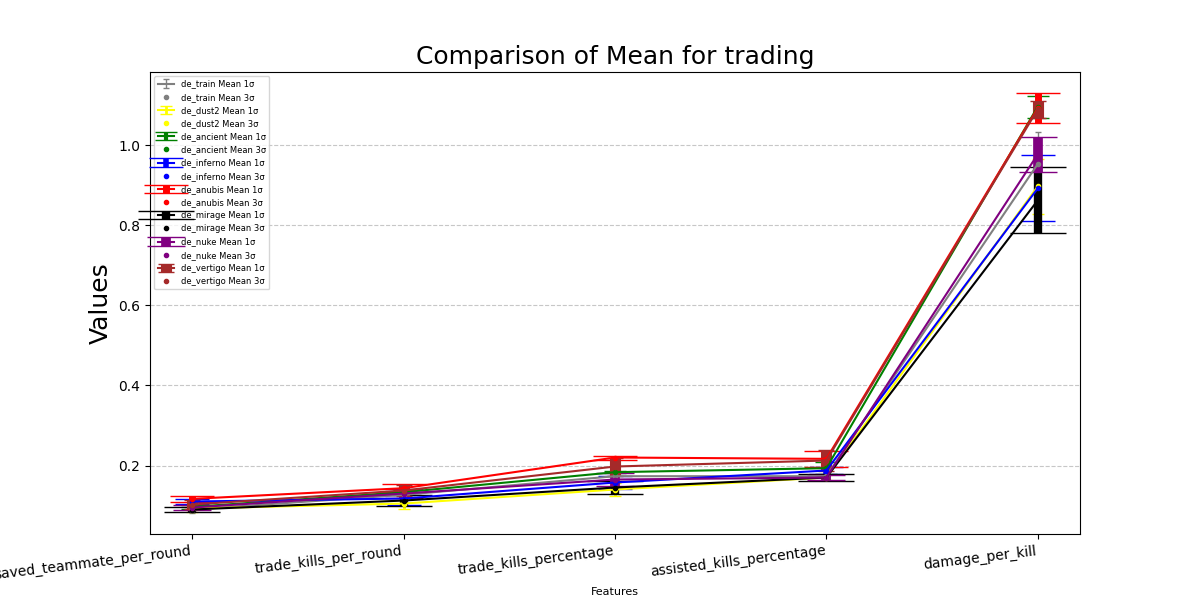 Comparison of Mean for trading
de_train Mean 1σ
de_train Mean 3σ
de_dust2 Mean 1σ
de_dust2 Mean 3σ
de_ancient Mean 1σ
de_ancient Mean 3σ
de_inferno Mean 1σ
de_inferno Mean 3σ
de_anubis Mean 1σ
de_anubis Mean 3σ
de_mirage Mean 1σ
de_mirage Mean 3σ
de_nuke Mean 1σ
de_nuke Mean 3σ
de_vertigo Mean 1σ
de_vertigo Mean 3σ
Values
1.0
0.8
0.6
0.4
0.2
saved_teammate_per_round
trade_kills_per_round
trade_kills_percentage
assisted_kills_percentage
damage_per_kill
Features